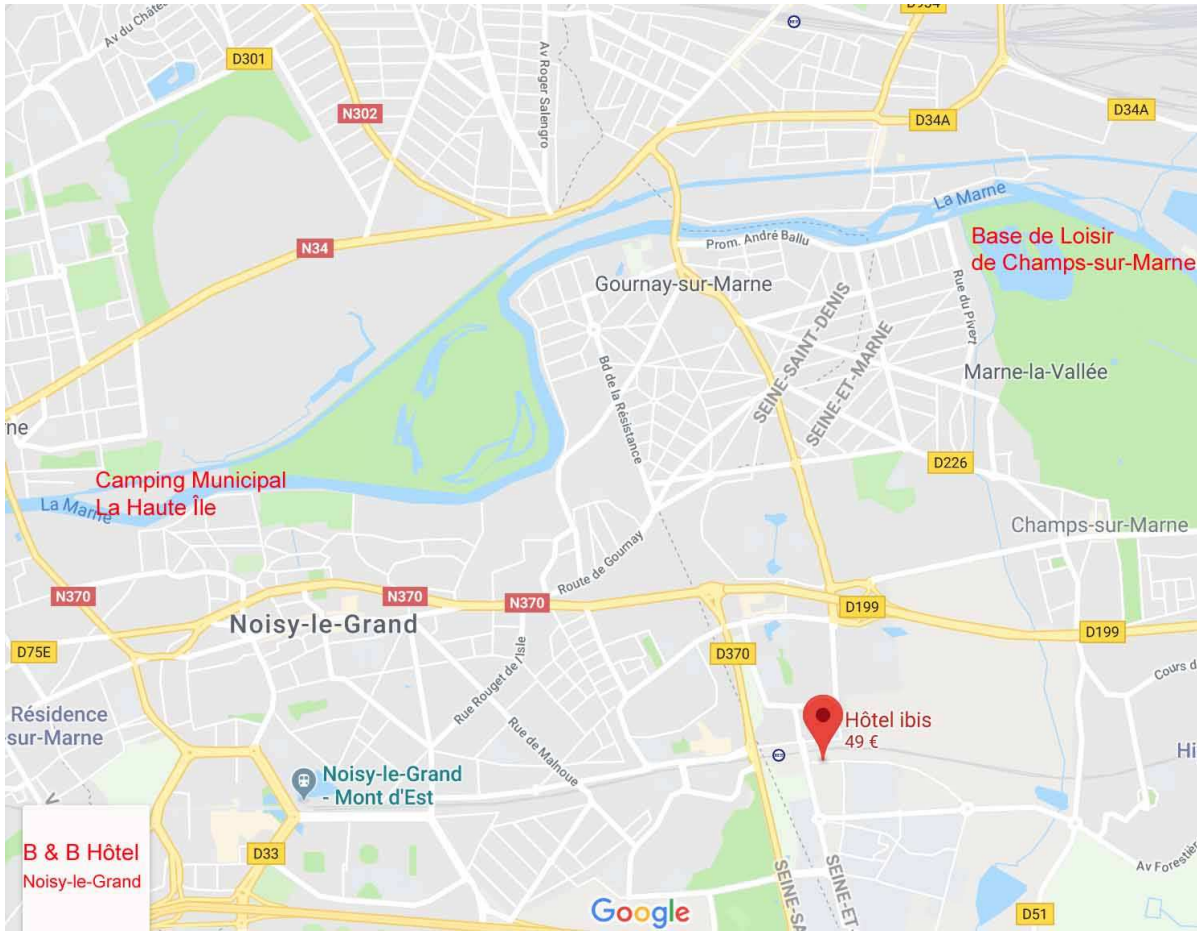 Av du Châte
D301
N302
Av Roger Salengro
D934
D34A
D34A
N34
La Marne
Base de Loisir
de Champs-sur-Marne
Prom. André Ballu
Gournay-sur-Marne
Rue du Pivert
SEINE-SAINT-DENIS
SEINE-ET-MARNE
Marne-la-Vallée
Bd de la Résistance
ne
Camping Municipal
La Haute Île
La Marne
D226
Champs-sur-Marne
Route de Gournay
N370
N370
N370
D199
D199
Noisy-le-Grand
D75E
D370
Cours d
Rue Rouget de l'Isle
Résidence
sur-Marne
Rue de Malnoue
Hôtel ibis
49 €
Hi
Noisy-le-Grand
- Mont d'Est
B & B Hôtel
Noisy-le-Grand
D33
SEINE-SA
SEINE-ET
Av Forestière
Google
D51